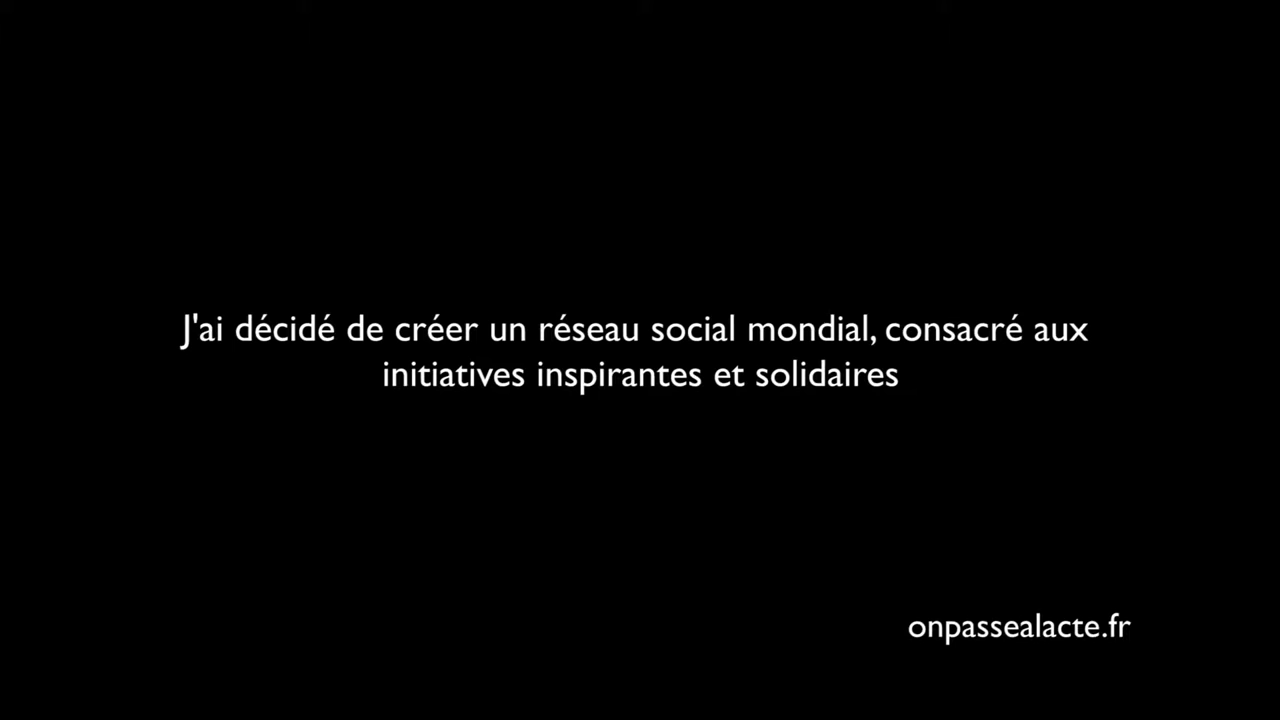 J'ai décidé de créer un réseau social mondial, consacré aux
initiatives inspirantes et solidaires
onpassealacte.fr